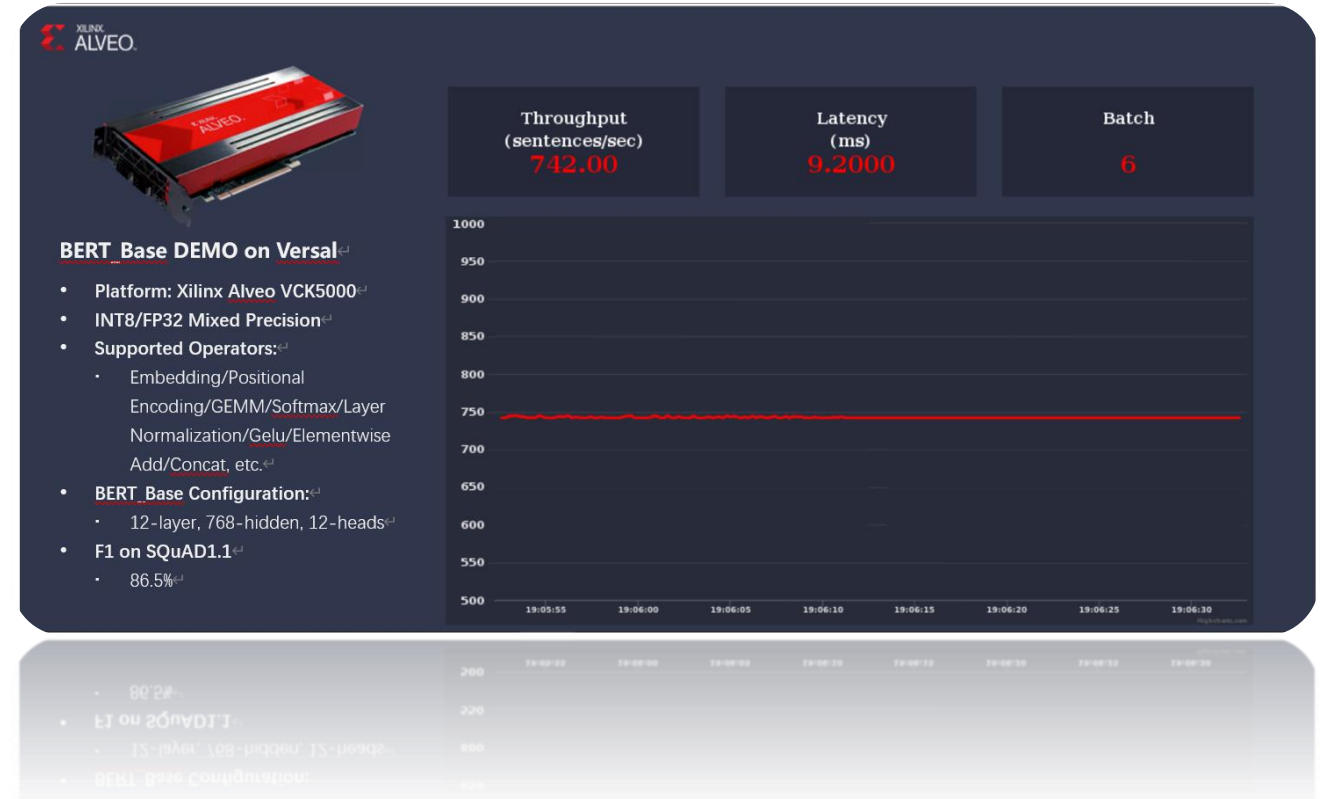 XILINX
ALVEO.
XILINX
ALVEO.
BERT_Base DEMO on Versal
• Platform: Xilinx Alveo VCK5000
• INT8/FP32 Mixed Precision
• Supported Operators:
· Embedding/Positional
Encoding/GEMM/Softmax/Layer
Normalization/Gelu/Elementwise
Add/Concat, etc.
• BERT_Base Configuration:
· 12-layer, 768-hidden, 12-heads
• F1 on SQuAD1.1
· 86.5%
Throughput
(sentences/sec)
742.00
Latency
(ms)
9.2000
Batch
6
1000
950
900
850
800
750
700
650
600
550
500
19:05:55 19:06:00 19:06:05 19:06:10 19:06:15 19:06:20 19:06:25 19:06:30
Highcharts.com